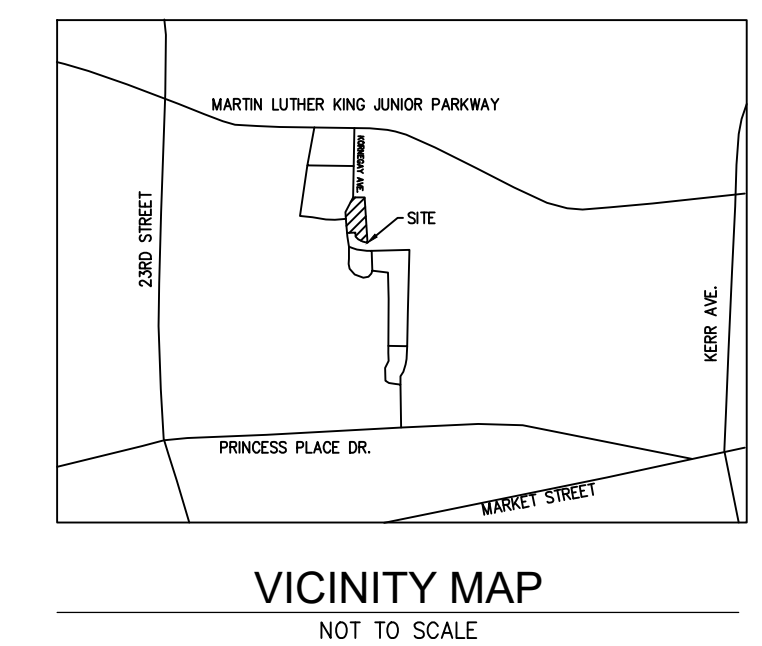 MARTIN LUTHER KING JUNIOR PARKWAY
KORNEGAY AVE.
23RD STREET
SITE
KERR AVE.
PRINCESS PLACE DR.
MARKET STREET
VICINITY MAP
NOT TO SCALE